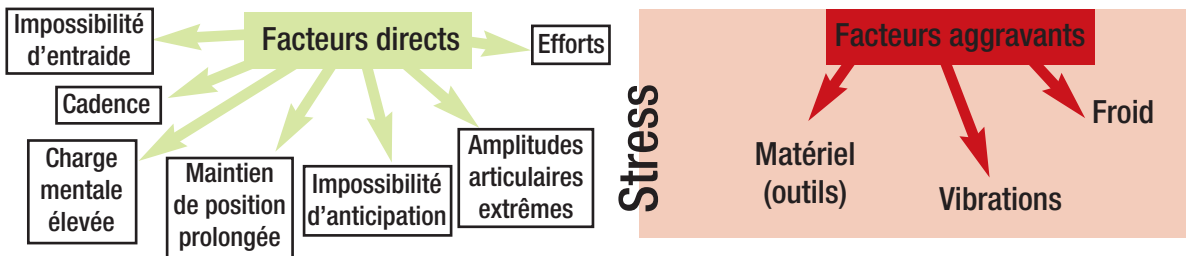 Facteurs directs
Impossibilité
d'entraide
Cadence
Charge
mentale
élevée
Maintien
de position
prolongée
Impossibilité
d'anticipation
Amplitudes
articulaires
extrêmes
Efforts
Stress
Facteurs aggravants
Matériel
(outils)
Vibrations
Froid